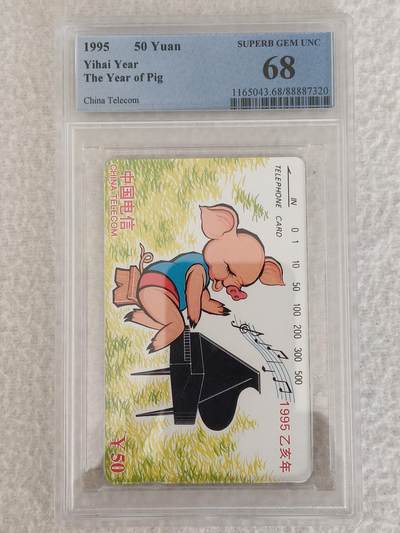 1995 50 Yuan
Yihai Year
The Year of Pig
China Telecom
SUPERB GEM UNC
68
1165043.68/88887320
中国电信
CHINA TELECOM
TELEPHONE CARD
IN 0 1 10 50 100 200 300 500
1995 乙亥年
¥50